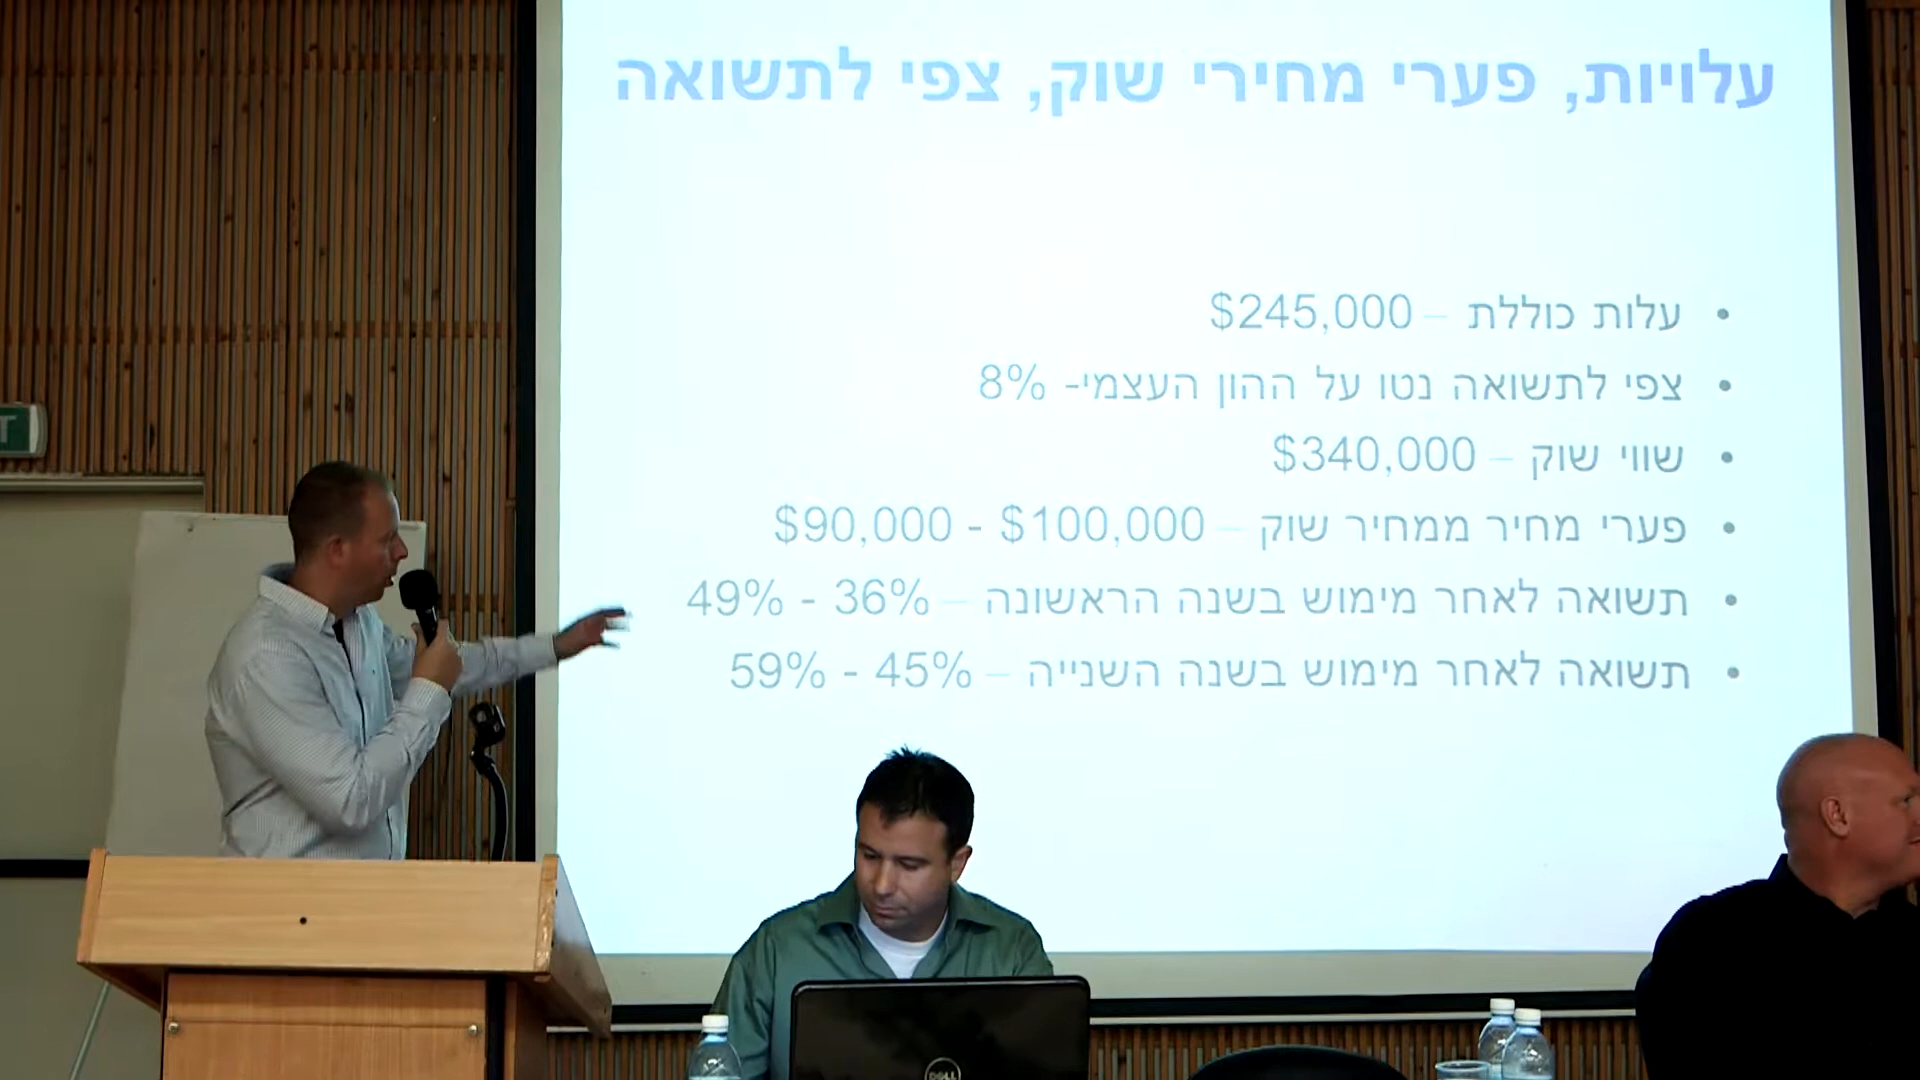 עלויות, פערי מחירי שוק, צפי לתשואה
• עלות כוללת – $245,000
• צפי לתשואה נטו על ההון העצמי- 8%
• שווי שוק – $340,000
• פערי מחיר ממחיר שוק – $100,000 - $90,000
• תשואה לאחר מימוש בשנה הראשונה – 36% - 49%
• תשואה לאחר מימוש בשנה השנייה – 45% - 59%
DELL